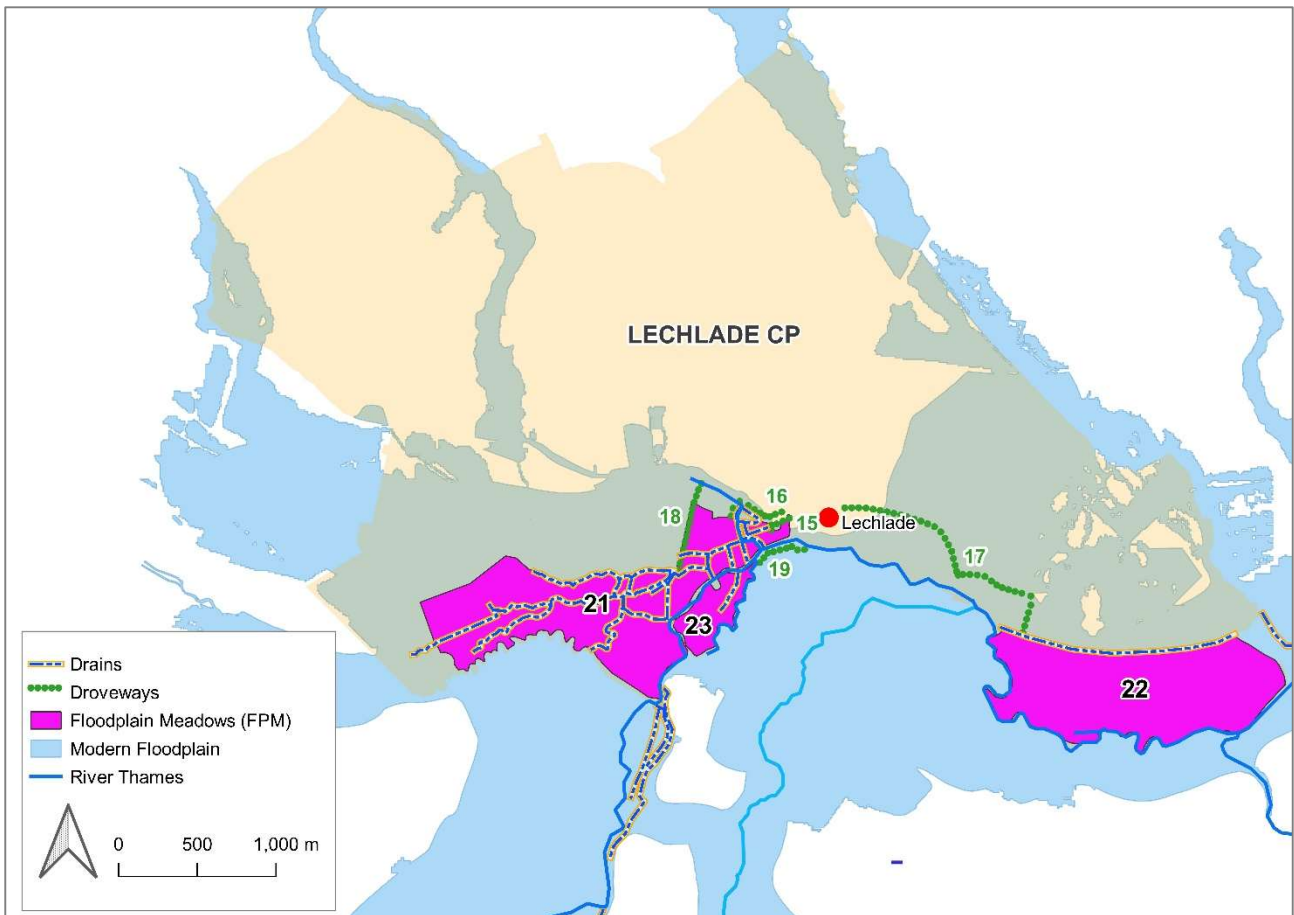 LECHLADE CP
16
18
15
Lechlade
19
17
21
23
22
Drains
Droveways
Floodplain Meadows (FPM)
Modern Floodplain
River Thames
0 500 1,000 m